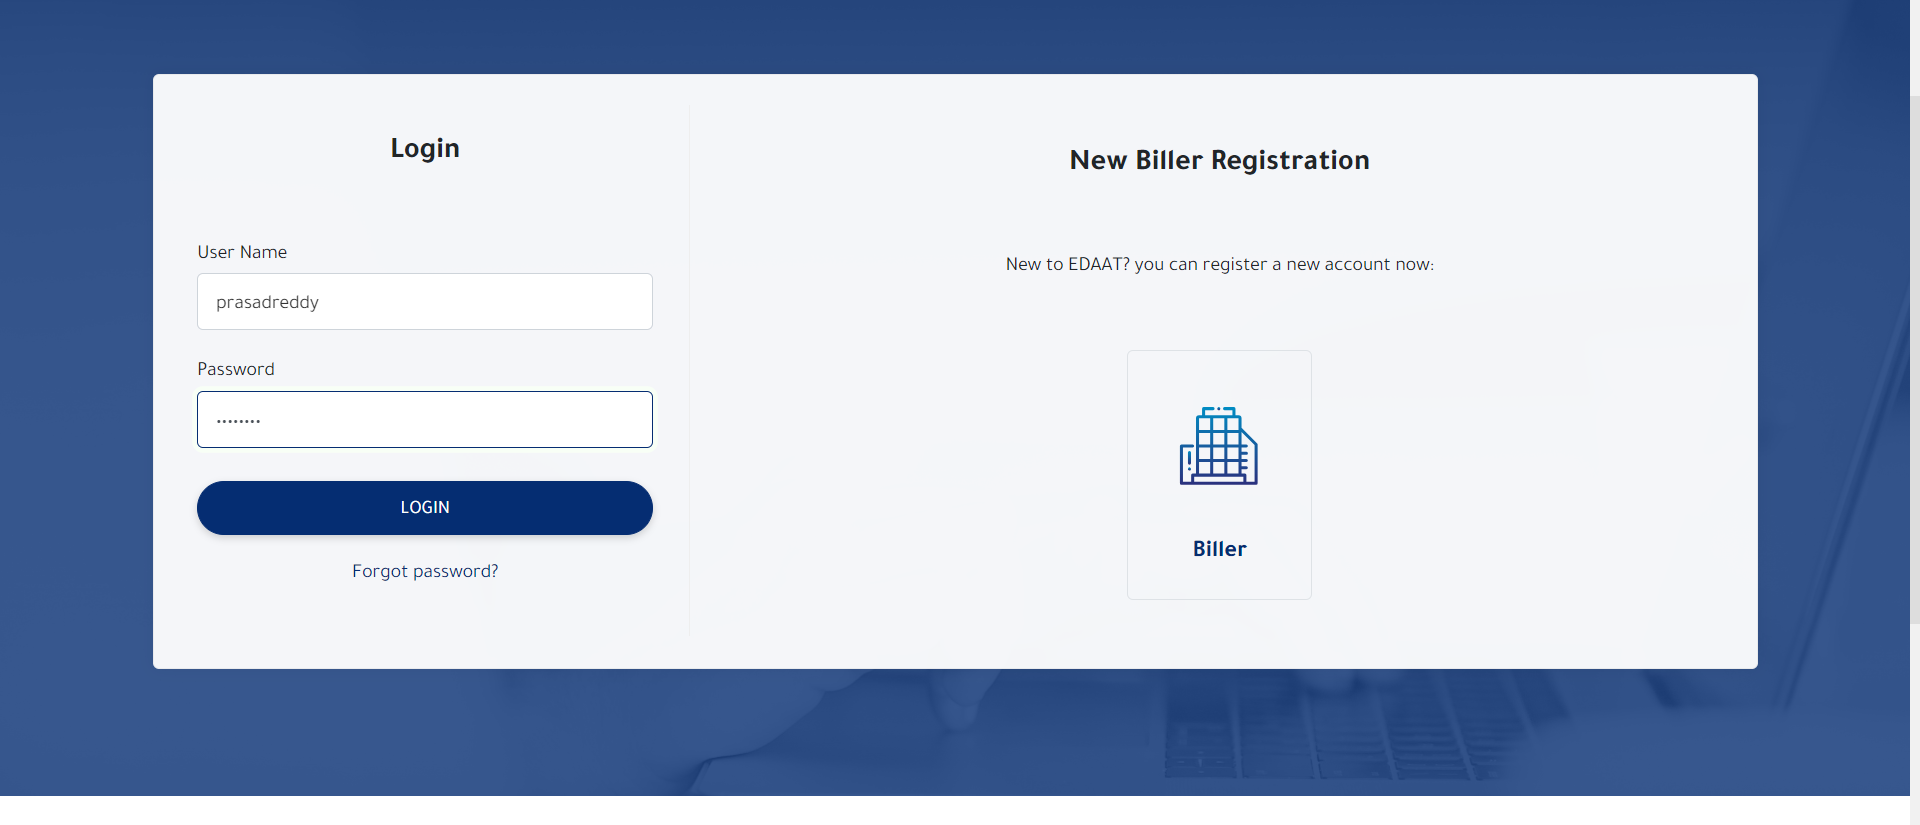 Login
User Name
prasadreddy
Password
••••••••
LOGIN
Forgot password?
New Biller Registration
New to EDAAT? you can register a new account now:
Biller